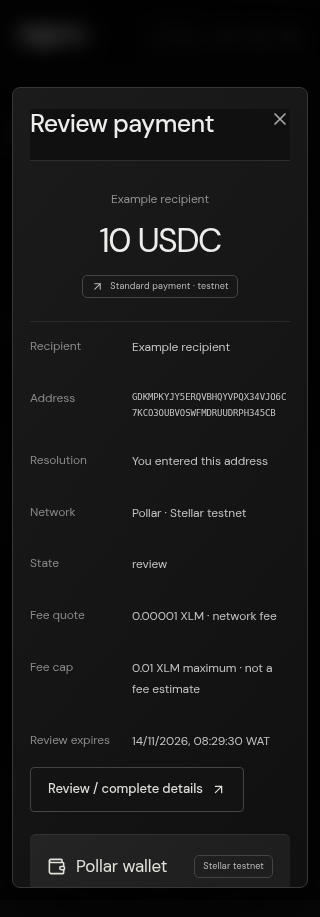 Review payment
Example recipient
10 USDC
Standard payment · testnet
Recipient Example recipient
Address GDKMPKYJY5ERQVBHQYVPQX34VJO6C
7KCO3OUBVOSWFMDRUUDRPH345CB
Resolution You entered this address
Network Pollar · Stellar testnet
State review
Fee quote 0.00001 XLM · network fee
Fee cap 0.01 XLM maximum · not a
fee estimate
Review expires 14/11/2026, 08:29:30 WAT
Review / complete details
Pollar wallet Stellar testnet